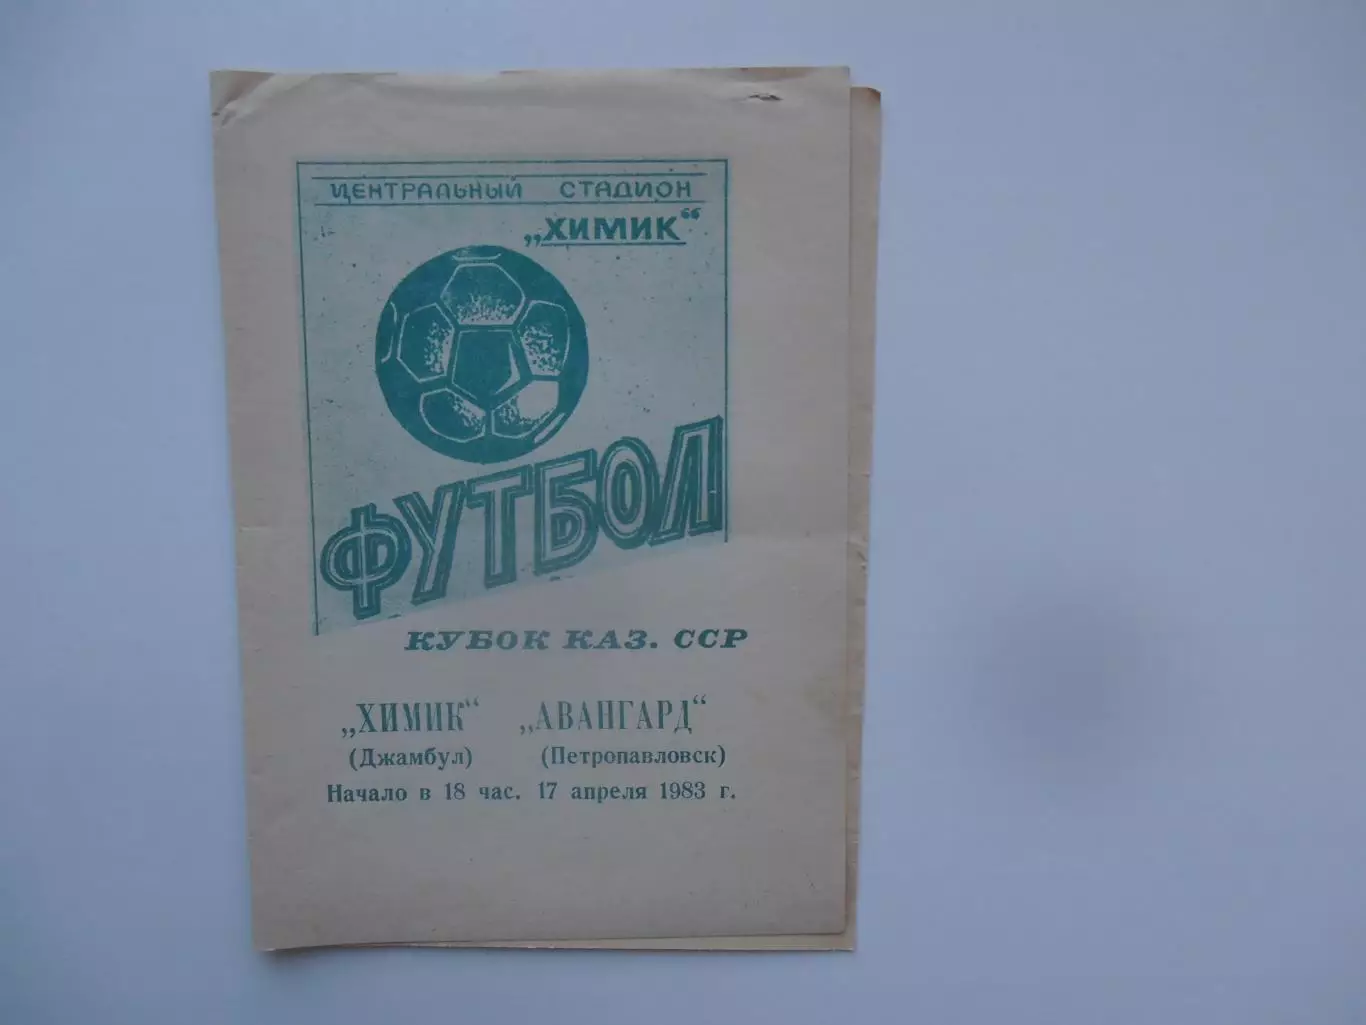 ЦЕНТРАЛЬНЫЙ СТАДИОН
„ХИМИК“
ФУТБОЛ
КУБОК КАЗ. ССР
„ХИМИК“ „АВАНГАРД“
(Джамбул) (Петропавловск)
Начало в 18 час. 17 апреля 1983 г.